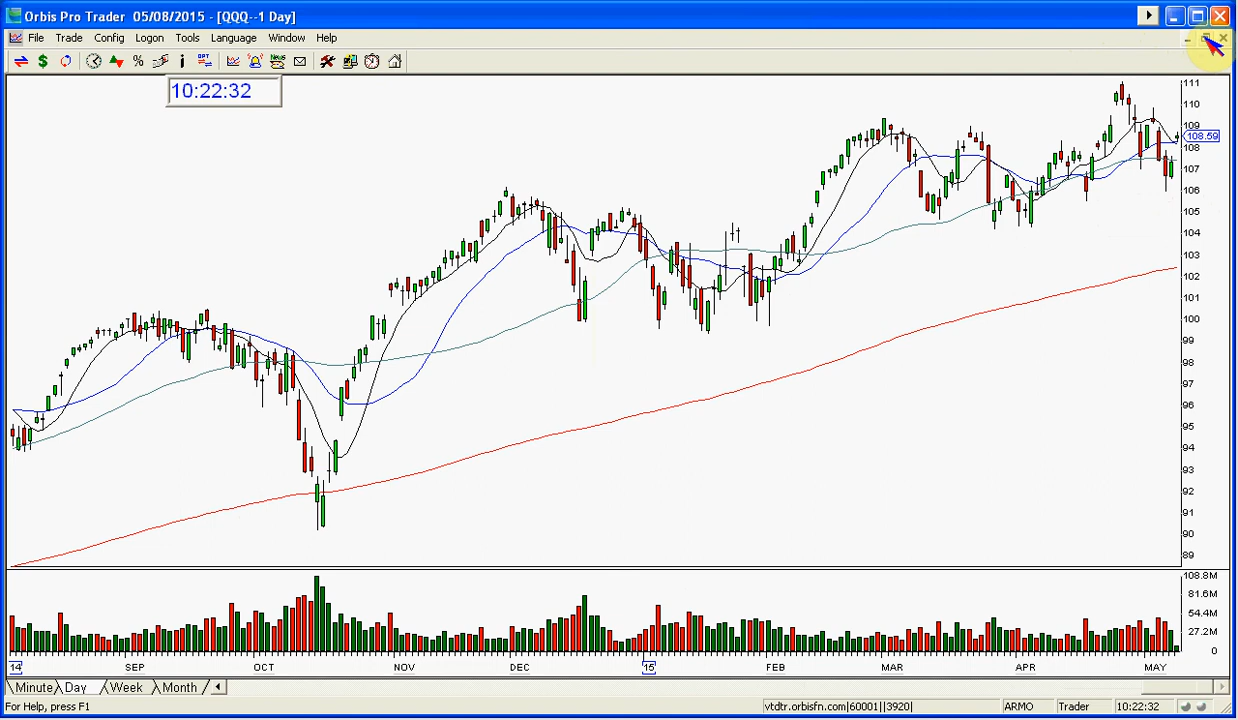 Orbis Pro Trader 05/08/2015 - [QQQ--1 Day]
File Trade Config Logon Tools Language Window Help
10:22:32
111
110
109
108.59
108
107
106
105
104
103
102
101
100
99
98
97
96
95
94
93
92
91
90
89
108.8M
81.6M
54.4M
27.2M
0
14 SEP OCT NOV DEC 15 FEB MAR APR MAY
Minute Day Week Month
For Help, press F1 vtdtr.orbisfn.com|60001||3920| ARMO Trader 10:22:32